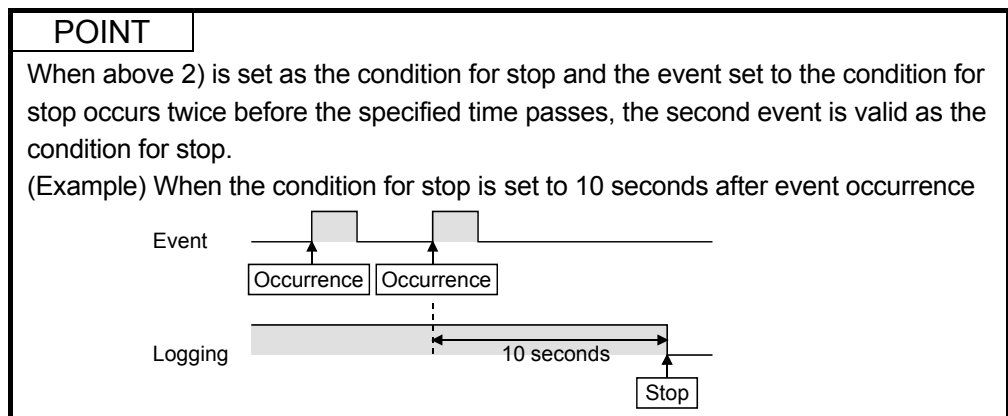 POINT
When above 2) is set as the condition for stop and the event set to the condition for
stop occurs twice before the specified time passes, the second event is valid as the
condition for stop.
(Example) When the condition for stop is set to 10 seconds after event occurrence
Event
Occurrence Occurrence
Logging 10 seconds
Stop